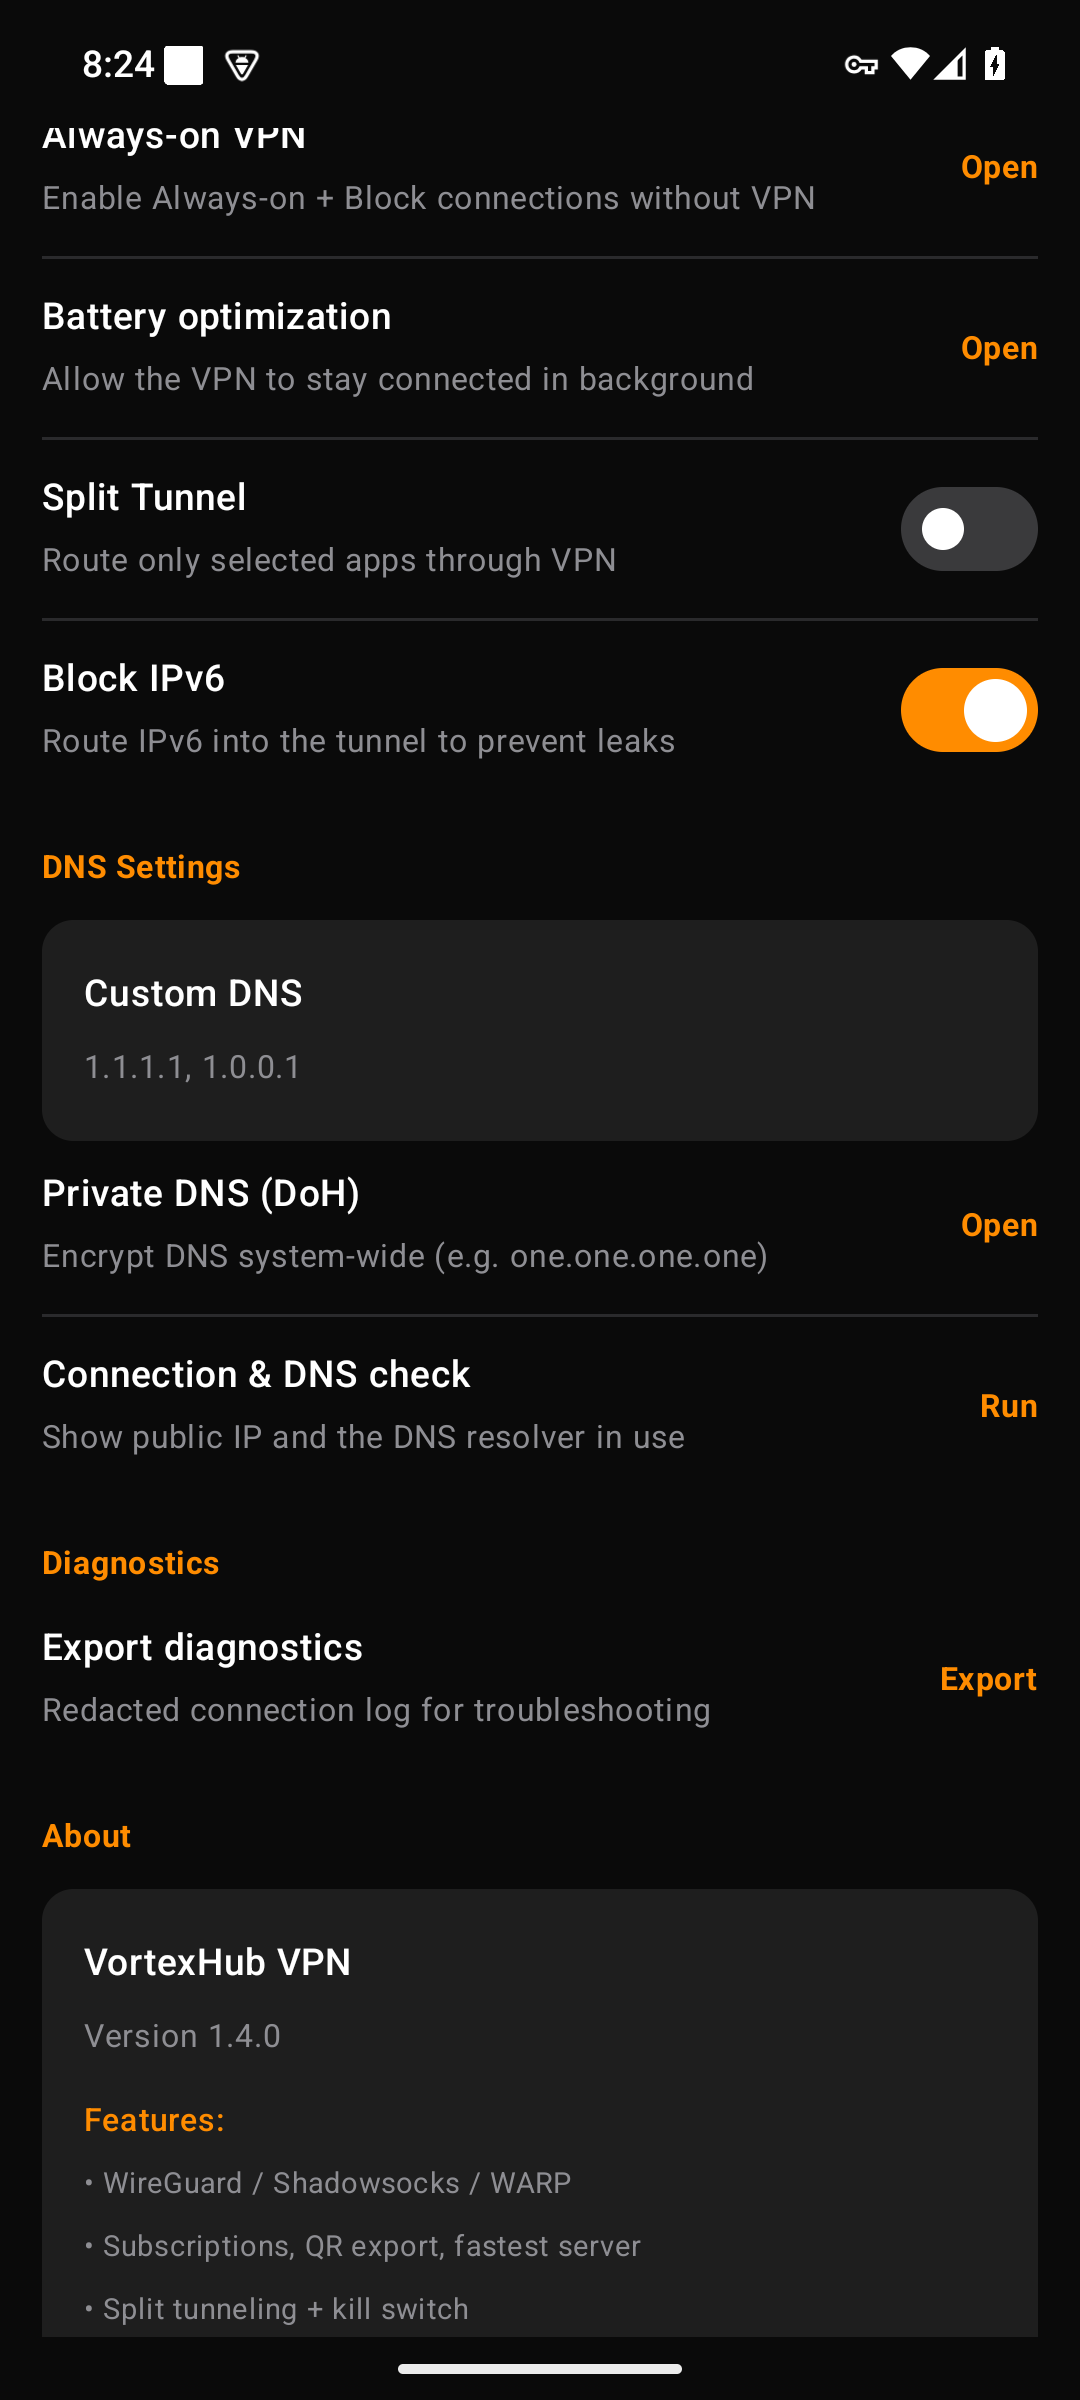 8:24
Always-on VPN
Enable Always-on + Block connections without VPN
Open
Battery optimization
Allow the VPN to stay connected in background
Open
Split Tunnel
Route only selected apps through VPN
Block IPv6
Route IPv6 into the tunnel to prevent leaks
DNS Settings
Custom DNS
1.1.1.1, 1.0.0.1
Private DNS (DoH)
Encrypt DNS system-wide (e.g. one.one.one.one)
Open
Connection & DNS check
Show public IP and the DNS resolver in use
Run
Diagnostics
Export diagnostics
Redacted connection log for troubleshooting
Export
About
VortexHub VPN
Version 1.4.0
Features:
• WireGuard / Shadowsocks / WARP
• Subscriptions, QR export, fastest server
• Split tunneling + kill switch